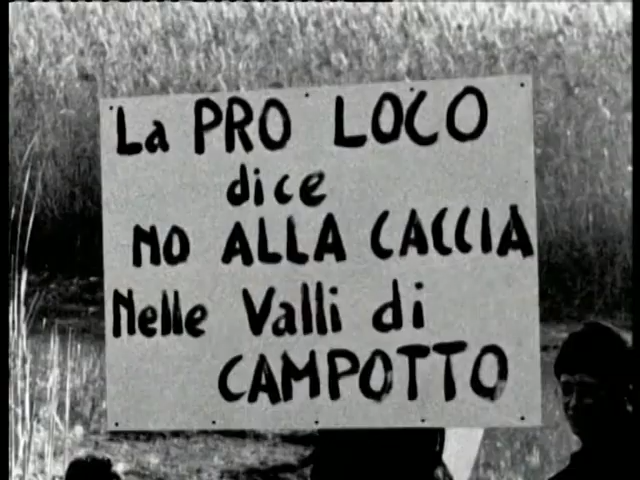 La PRO LOCO
dice
NO ALLA CACCIA
Nelle Valli di
CAMPOTTO